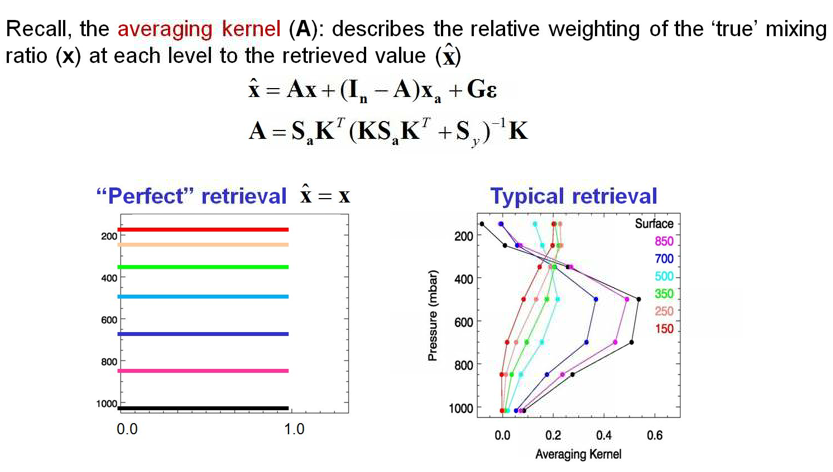 Recall, the averaging kernel (A): describes the relative weighting of the ‘true’ mixing
ratio (x) at each level to the retrieved value (x̂)
x̂ = Ax + (Iₙ − A)xₐ + Gε
A = SₐKᵀ(KSₐKᵀ + S_y)⁻¹K
“Perfect” retrieval x̂ = x
200
400
600
800
1000
0.0 1.0
Typical retrieval
Surface
850
700
500
350
250
150
Pressure (mbar)
200
400
600
800
1000
0.0 0.2 0.4 0.6
Averaging Kernel